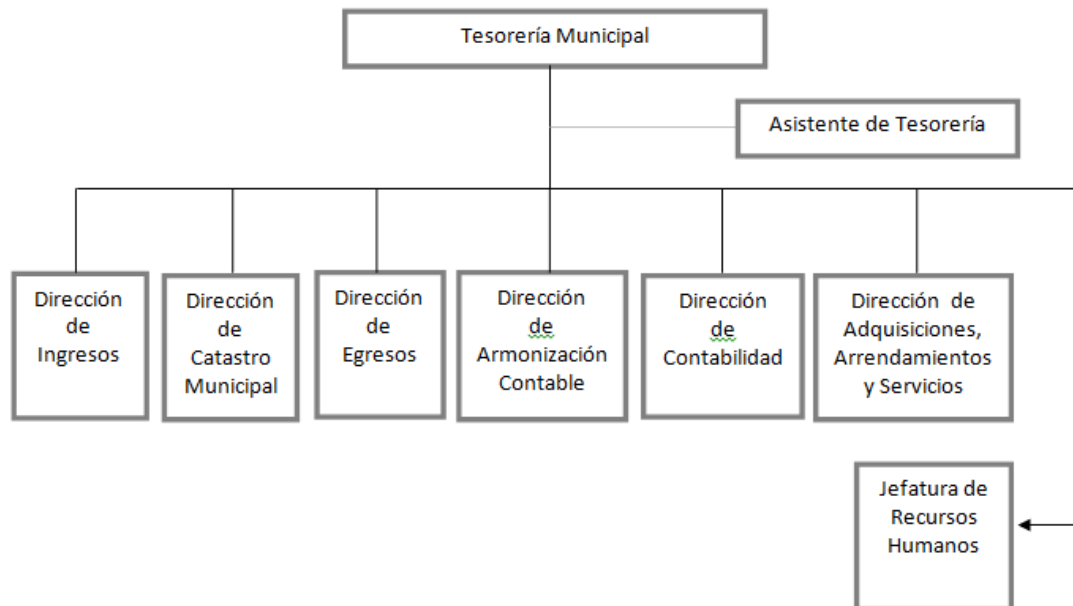 Tesorería Municipal
Asistente de Tesorería
Dirección
de
Ingresos
Dirección
de
Catastro
Municipal
Dirección
de
Egresos
Dirección
de
Armonización
Contable
Dirección
de
Contabilidad
Dirección de
Adquisiciones,
Arrendamientos
y Servicios
Jefatura de
Recursos
Humanos